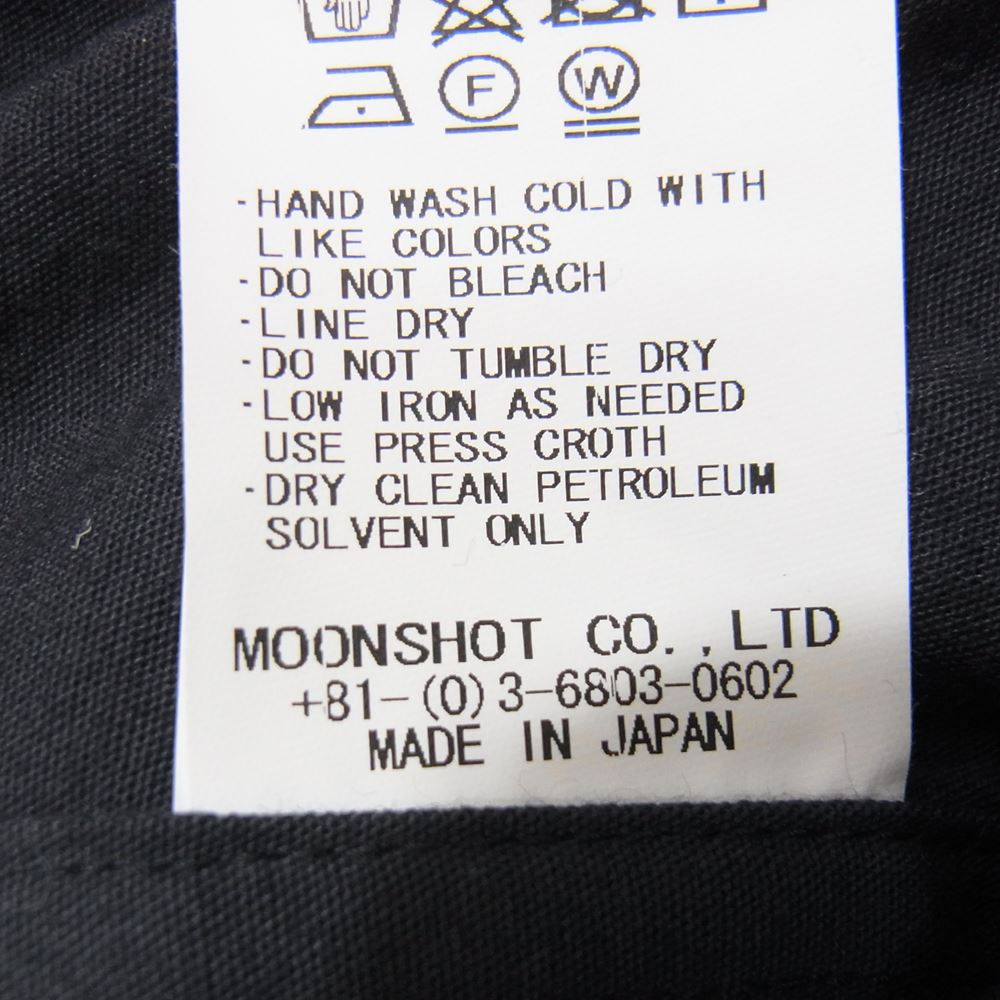 F W
-HAND WASH COLD WITH
LIKE COLORS
-DO NOT BLEACH
-LINE DRY
-DO NOT TUMBLE DRY
-LOW IRON AS NEEDED
USE PRESS CROTH
-DRY CLEAN PETROLEUM
SOLVENT ONLY
MOONSHOT CO.,LTD
+81-(0)3-6803-0602
MADE IN JAPAN